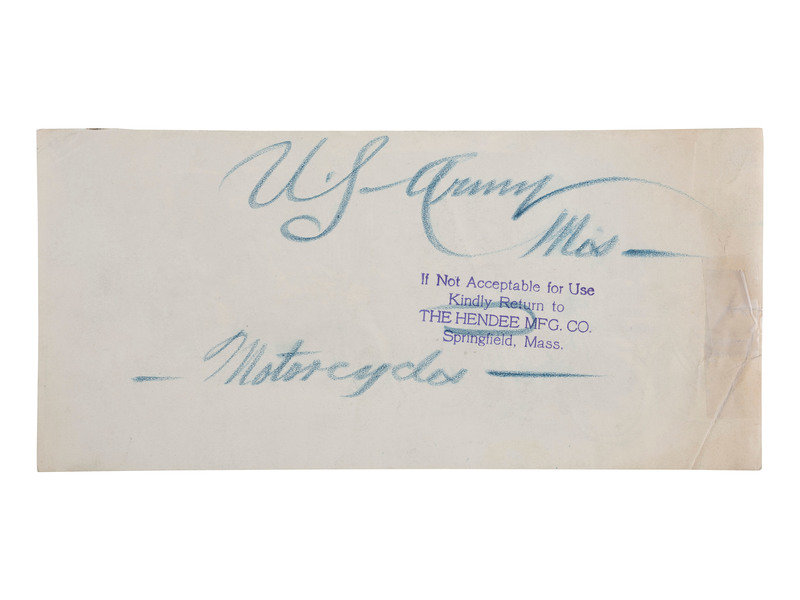 U.S. Army
Mis —
If Not Acceptable for Use
Kindly Return to
THE HENDEE MFG. CO.
Springfield, Mass.
— Motorcycles —